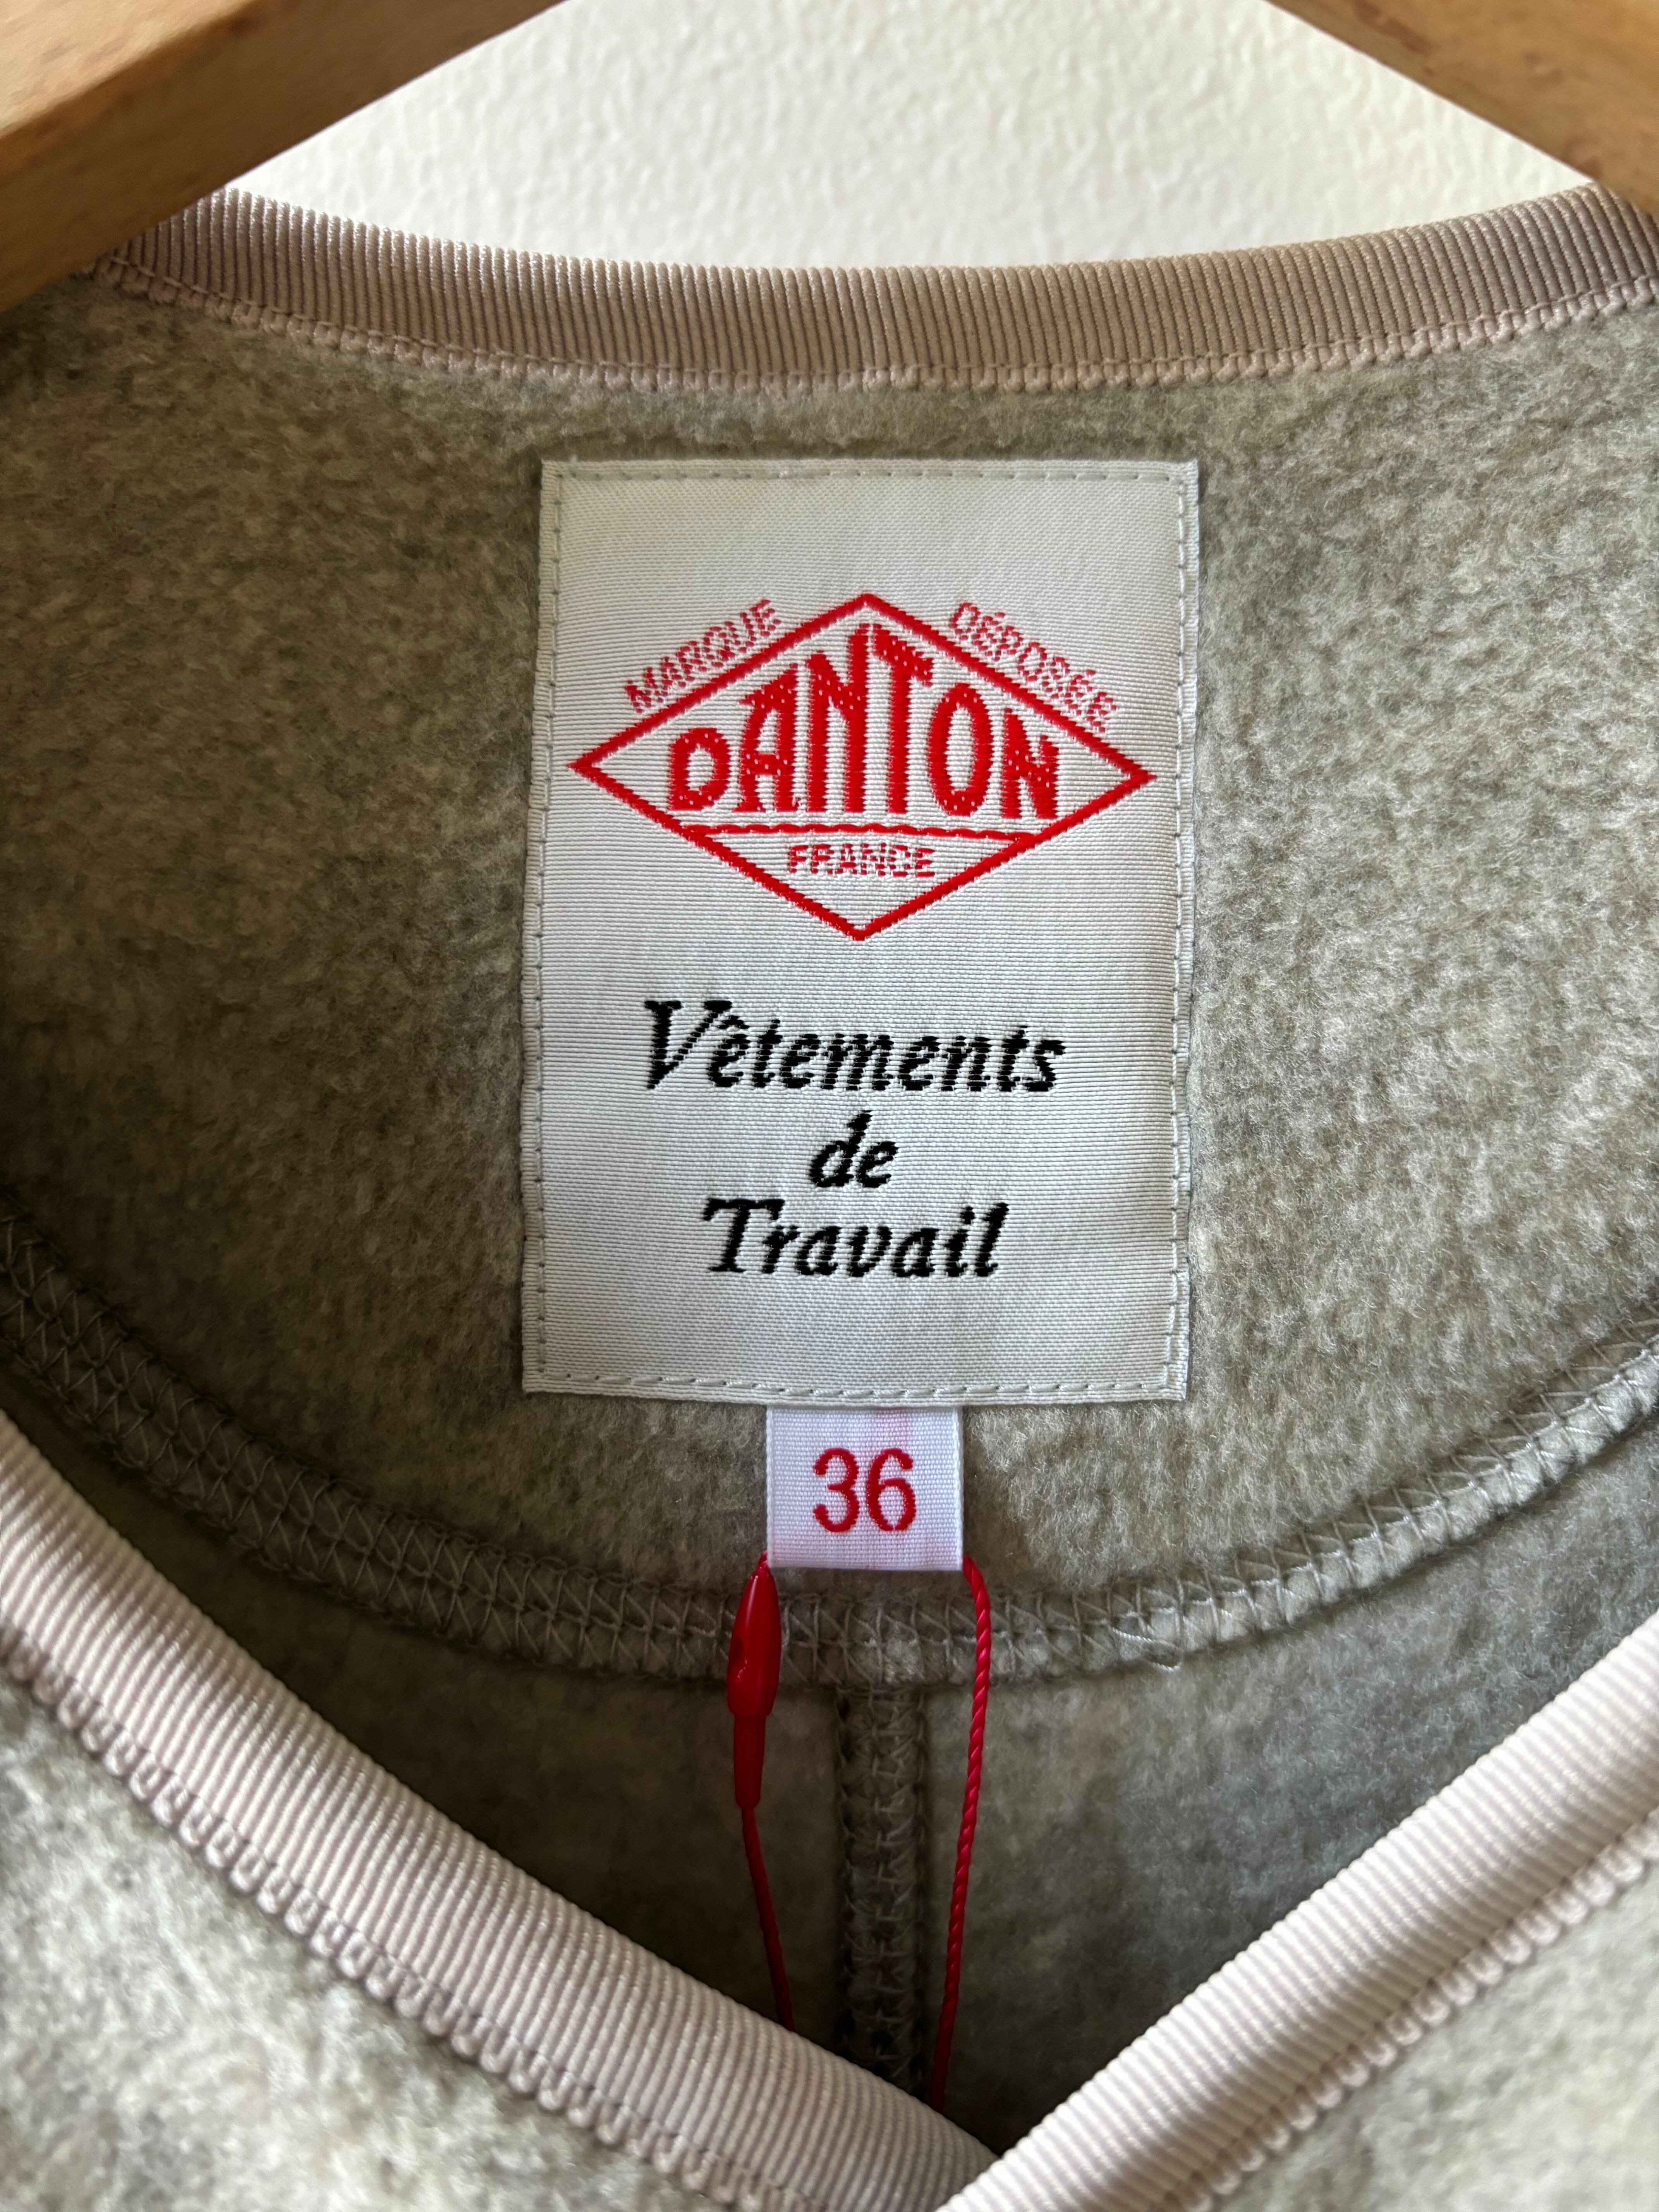 MARQUE DÉPOSÉE
DANTON
FRANCE
Vêtements
de
Travail
36